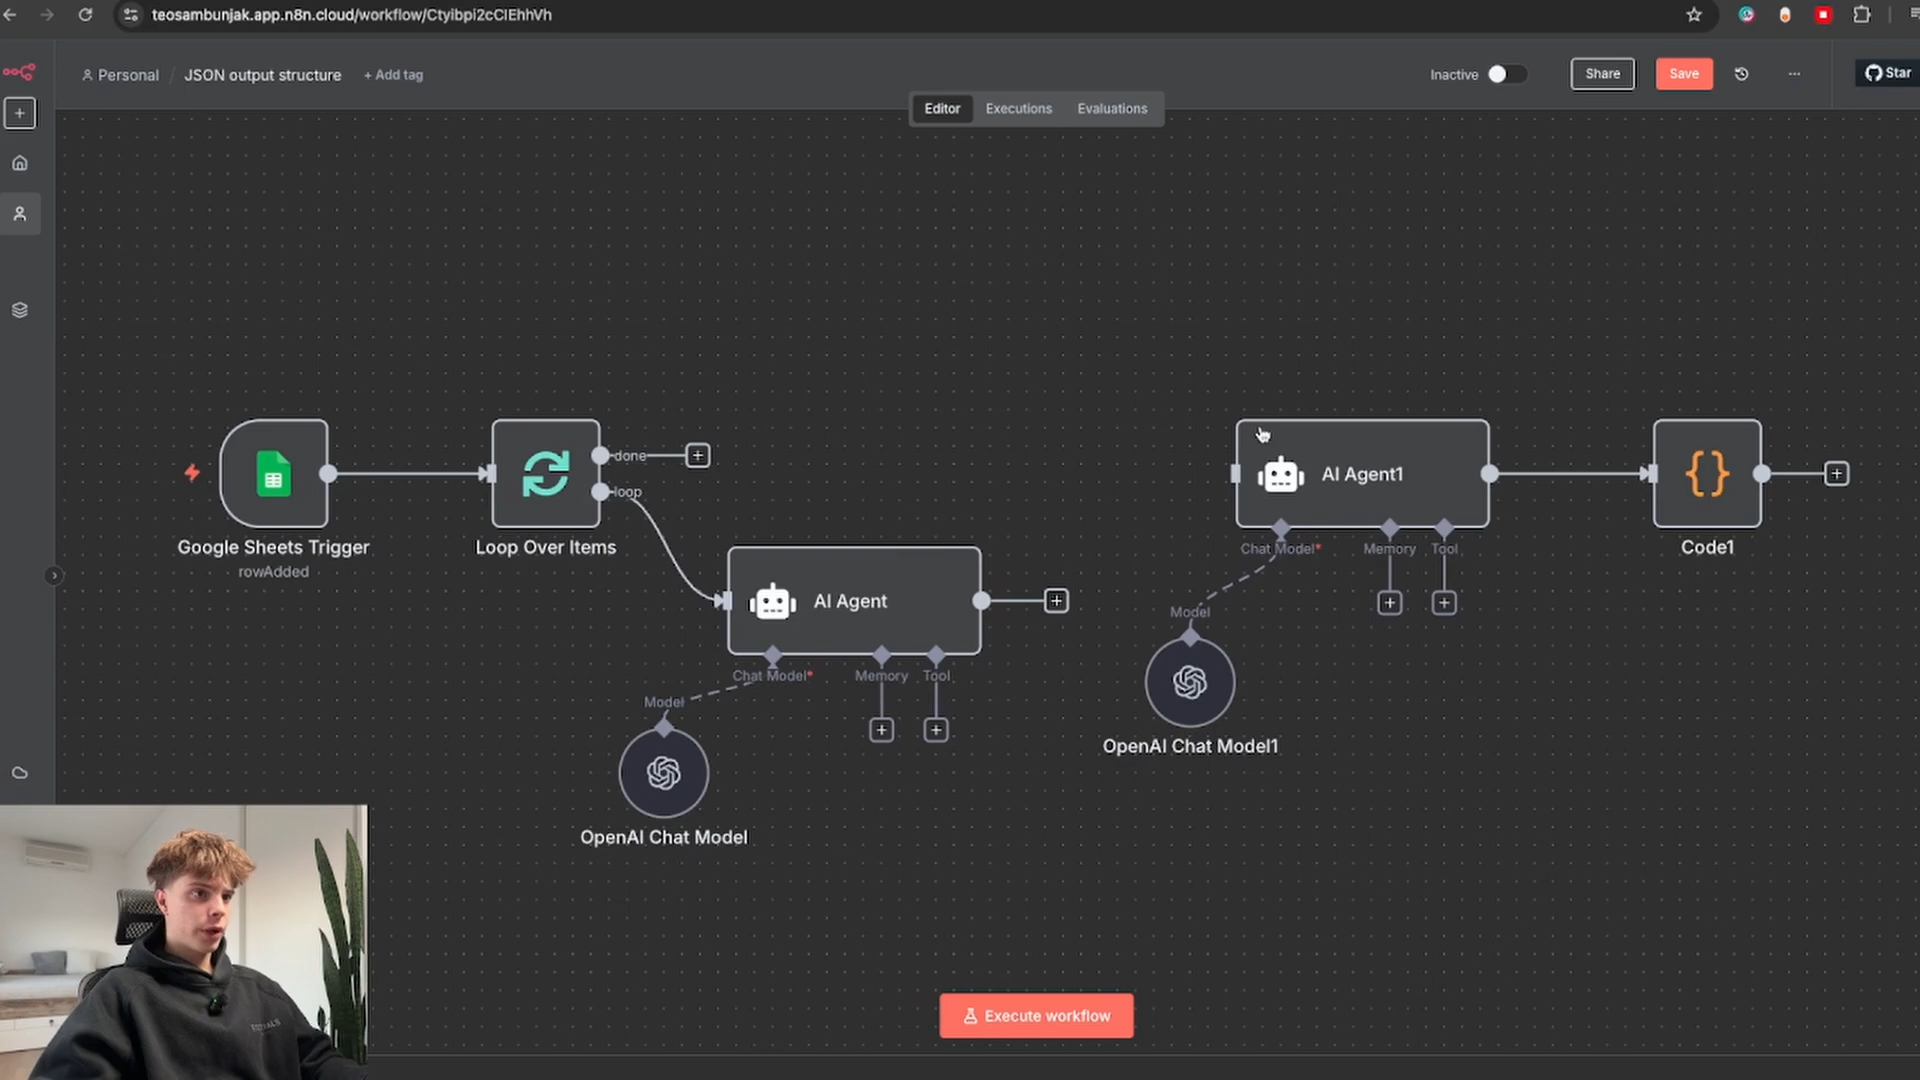 teosambunjak.app.n8n.cloud/workflow/Ctyibpi2cClEhhVh
Personal / JSON output structure + Add tag
Inactive
Share
Save
...
Star
Editor Executions Evaluations
done
loop
Google Sheets Trigger
rowAdded
Loop Over Items
AI Agent
Chat Model* Memory Tool
Model
OpenAI Chat Model
AI Agent1
Chat Model* Memory Tool
Model
OpenAI Chat Model1
Code1
Execute workflow